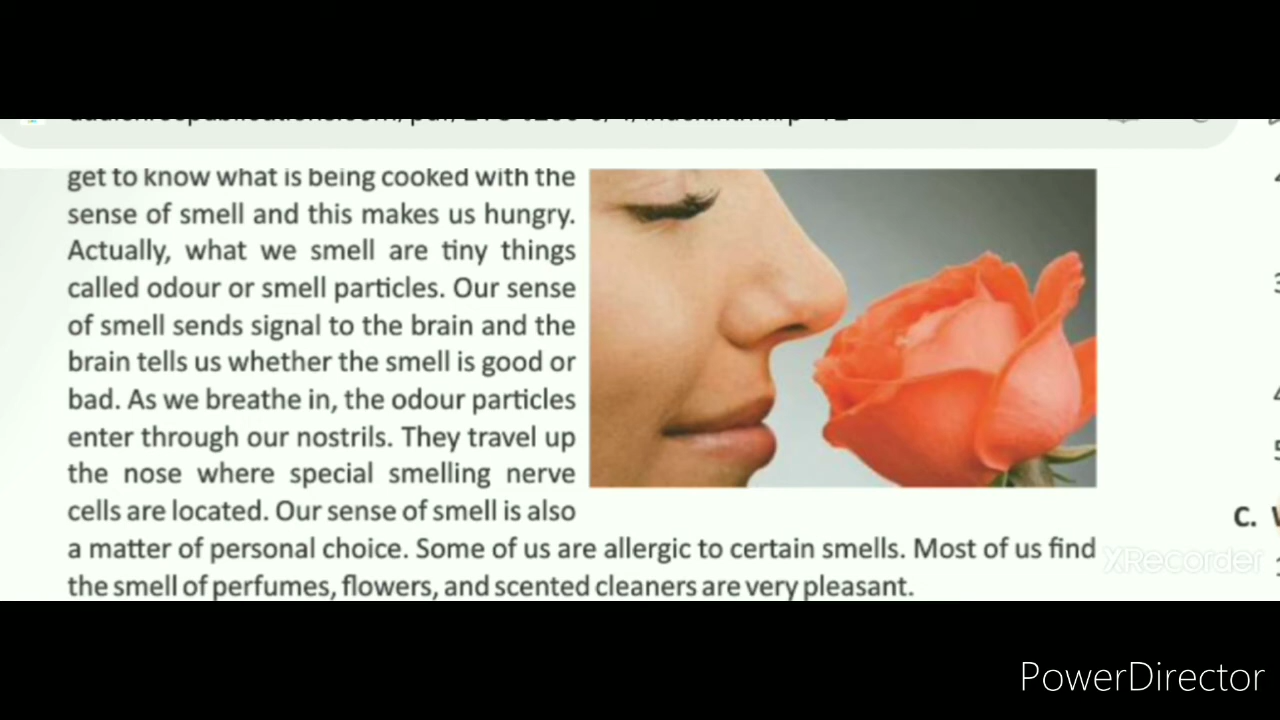 get to know what is being cooked with the
sense of smell and this makes us hungry.
Actually, what we smell are tiny things
called odour or smell particles. Our sense
of smell sends signal to the brain and the
brain tells us whether the smell is good or
bad. As we breathe in, the odour particles
enter through our nostrils. They travel up
the nose where special smelling nerve
cells are located. Our sense of smell is also
a matter of personal choice. Some of us are allergic to certain smells. Most of us find
the smell of perfumes, flowers, and scented cleaners are very pleasant.
C.
XRecorder
PowerDirector